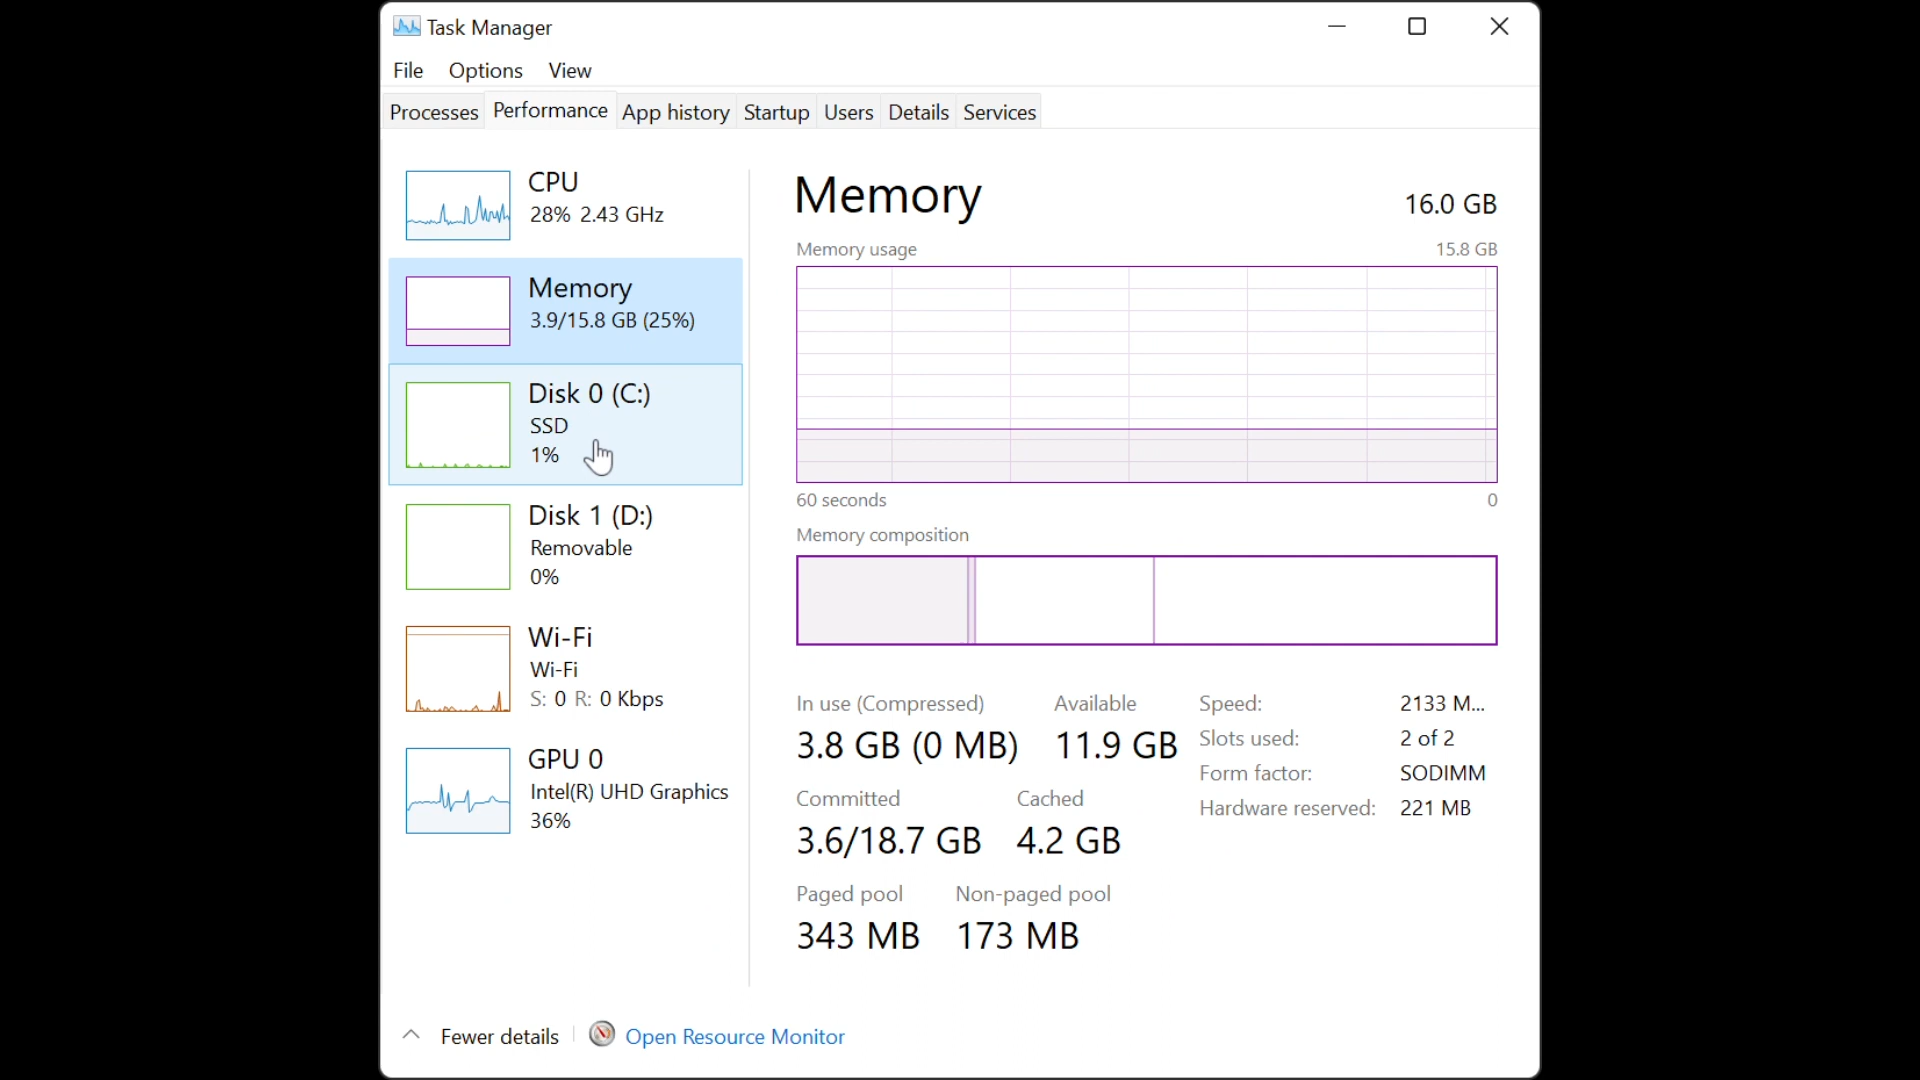 Task Manager
File Options View
Processes Performance App history Startup Users Details Services
CPU
28% 2.43 GHz
Memory
3.9/15.8 GB (25%)
Disk 0 (C:)
SSD
1%
Disk 1 (D:)
Removable
0%
Wi-Fi
Wi-Fi
S: 0 R: 0 Kbps
GPU 0
Intel(R) UHD Graphics
36%
Memory 16.0 GB
Memory usage 15.8 GB
60 seconds 0
Memory composition
In use (Compressed) Available
3.8 GB (0 MB) 11.9 GB
Committed Cached
3.6/18.7 GB 4.2 GB
Paged pool Non-paged pool
343 MB 173 MB
Speed: 2133 M...
Slots used: 2 of 2
Form factor: SODIMM
Hardware reserved: 221 MB
Fewer details Open Resource Monitor